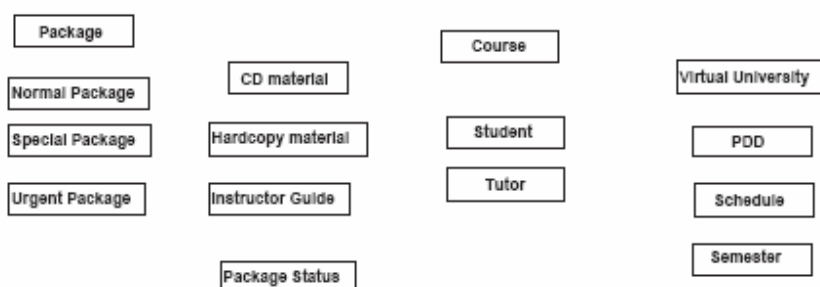 Package
Normal Package
Special Package
Urgent Package
CD material
Hardcopy material
Instructor Guide
Package Status
Course
Student
Tutor
Virtual University
PDD
Schedule
Semester